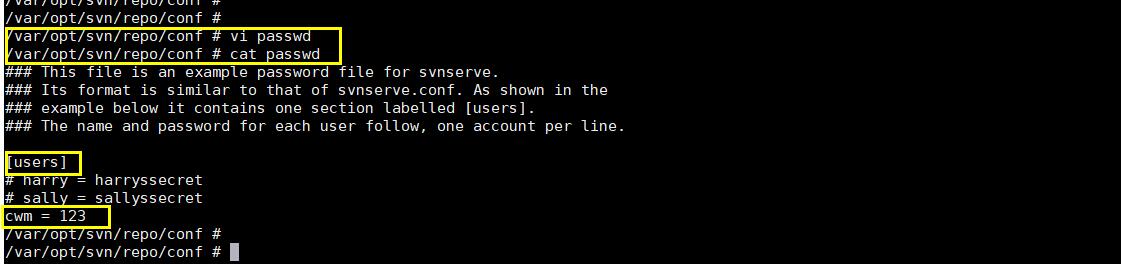 /var/opt/svn/repo/conf #
/var/opt/svn/repo/conf #
/var/opt/svn/repo/conf # vi passwd
/var/opt/svn/repo/conf # cat passwd
### This file is an example password file for svnserve.
### Its format is similar to that of svnserve.conf. As shown in the
### example below it contains one section labelled [users].
### The name and password for each user follow, one account per line.
[users]
# harry = harryssecret
# sally = sallyssecret
cwm = 123
/var/opt/svn/repo/conf #
/var/opt/svn/repo/conf #